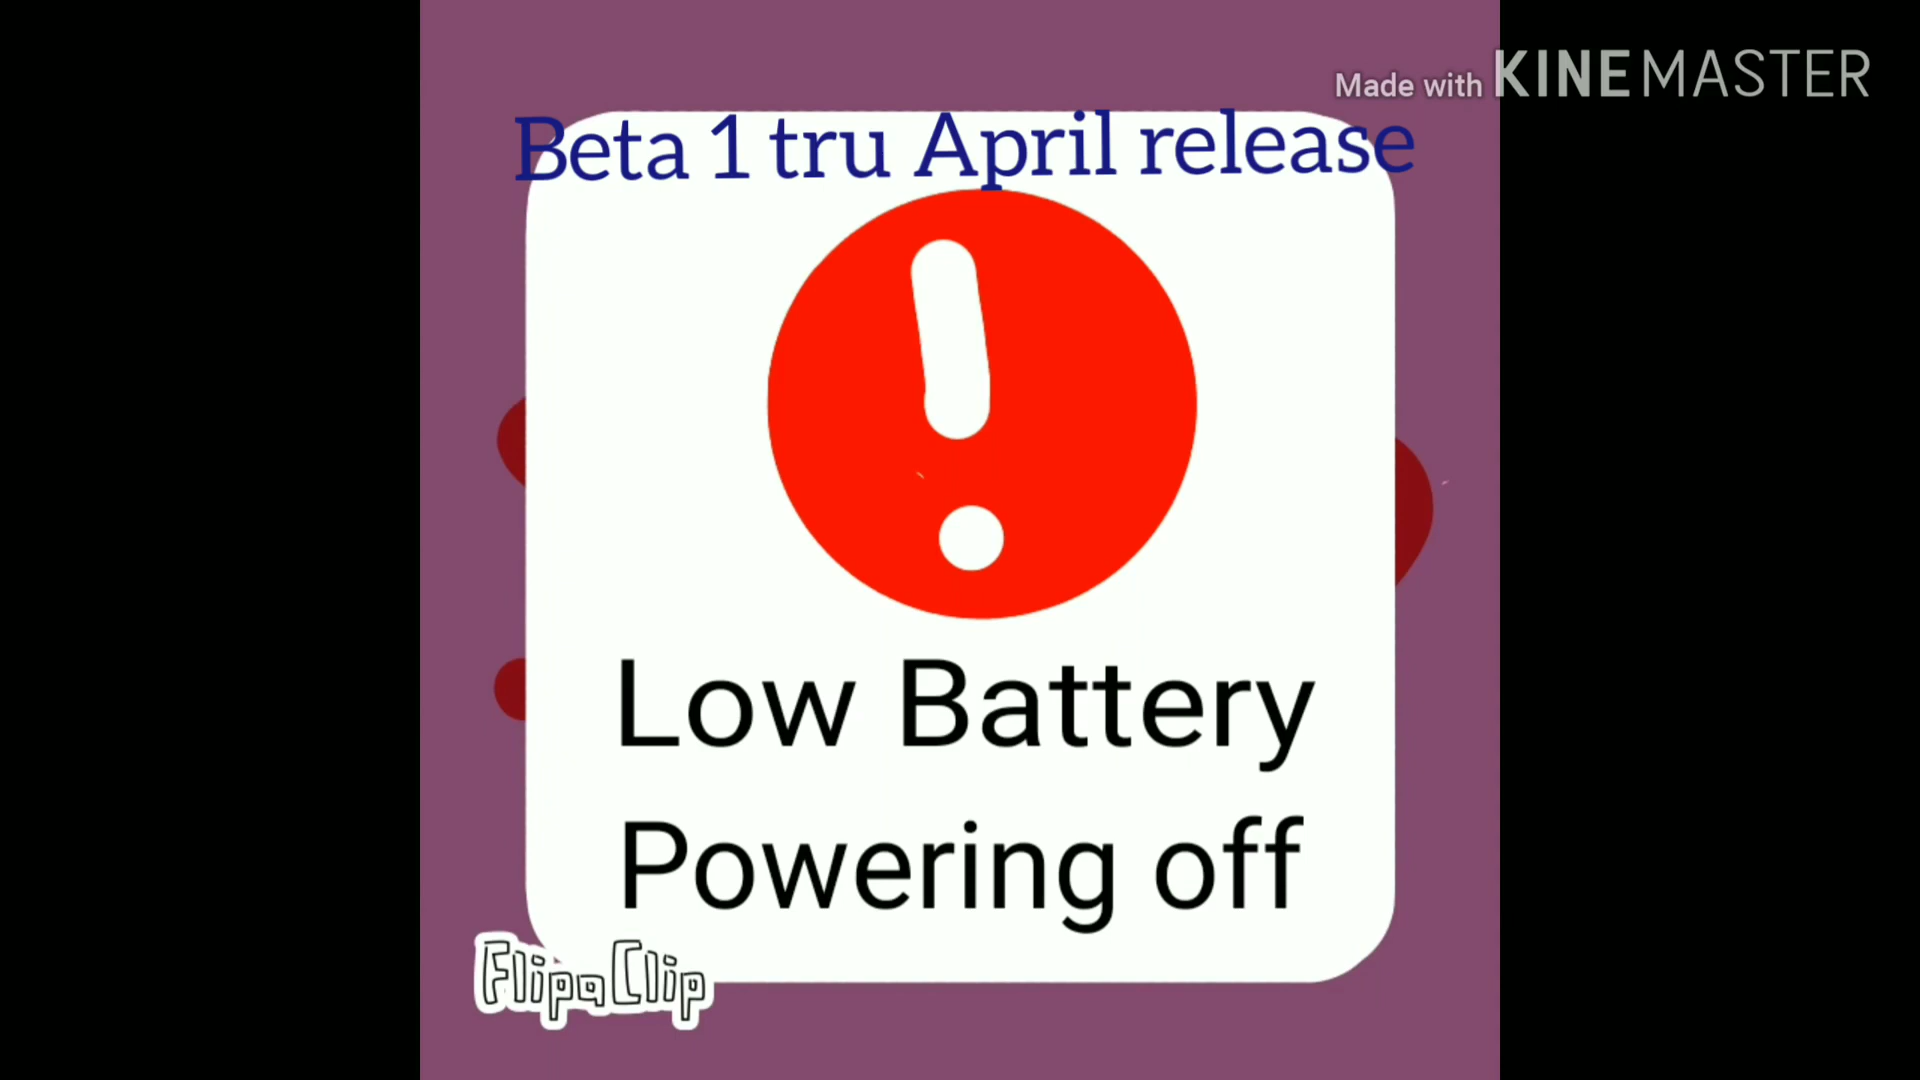 Made with KINEMASTER
Beta 1 tru April release
Low Battery
Powering off
FlipaClip